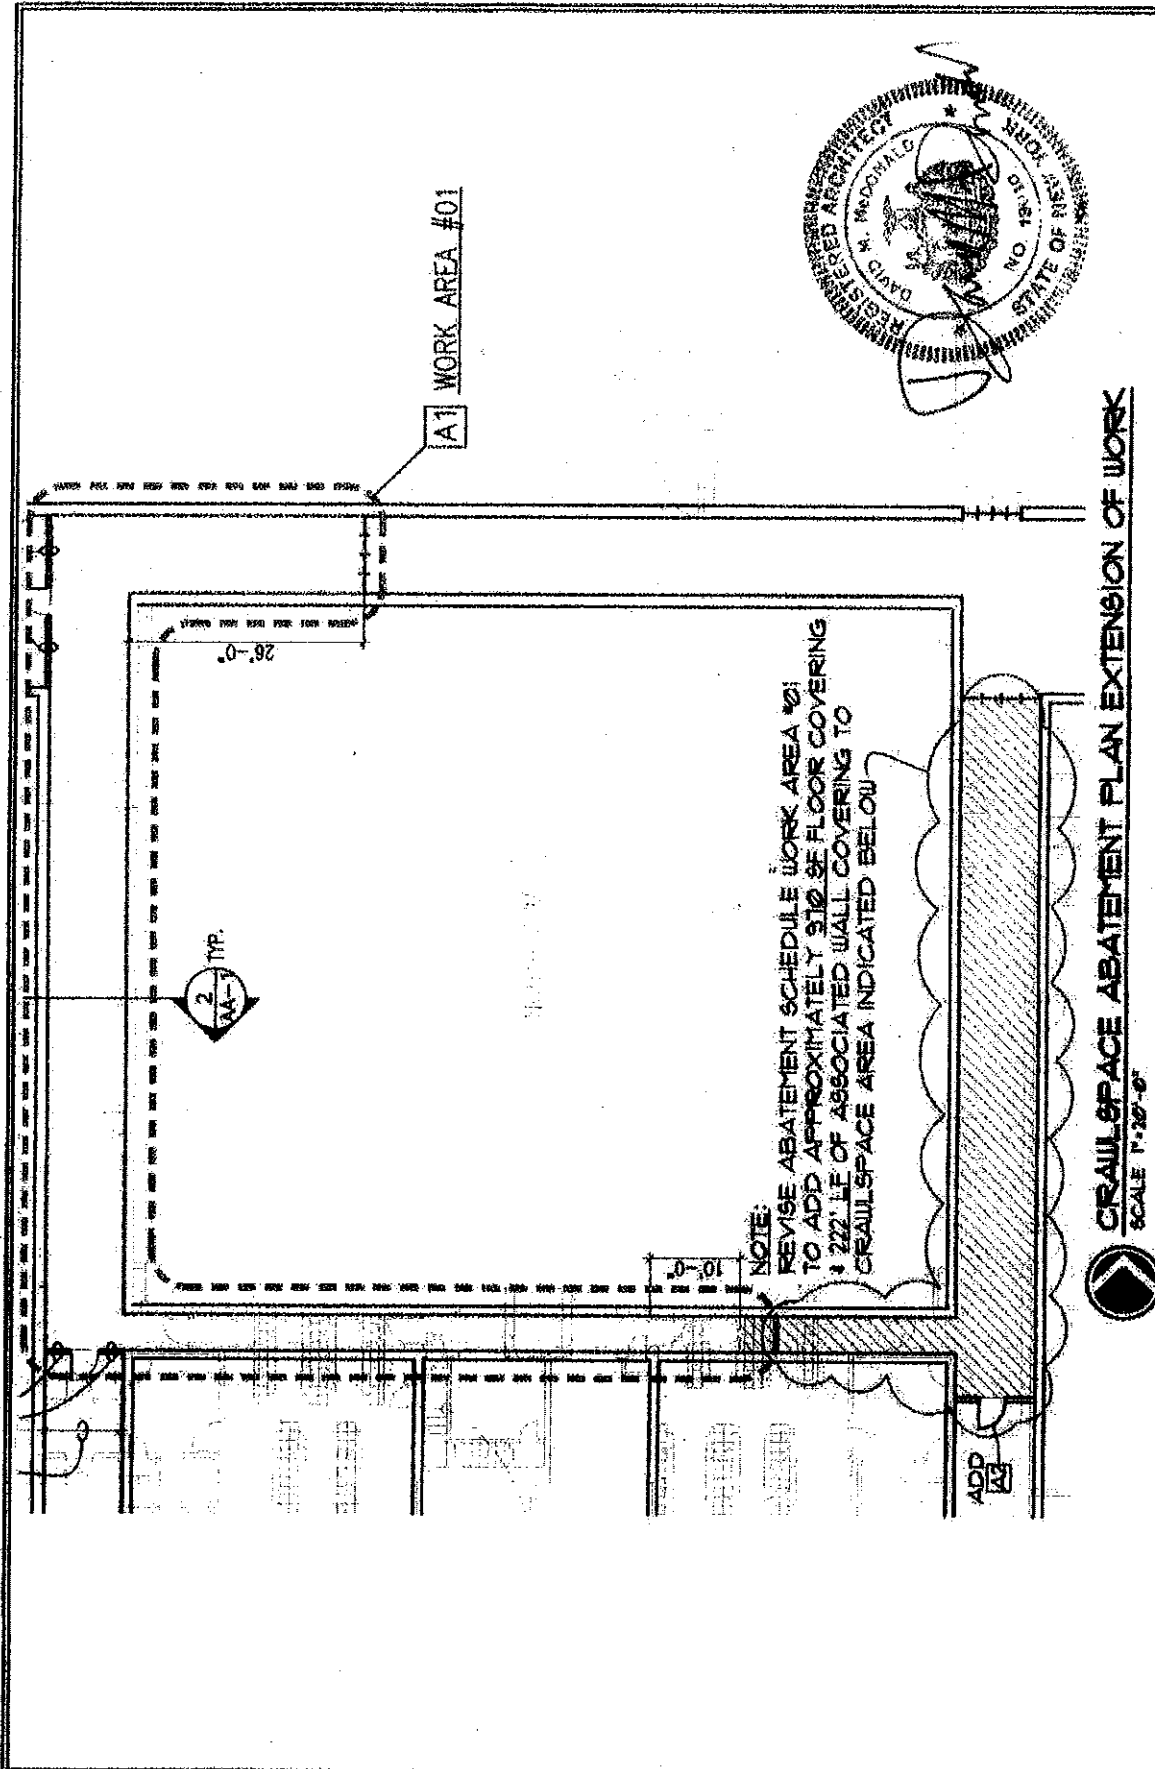 A1 WORK AREA #01
26'-0"
2
AA-1
TYP.
10'-0"
NOTE:
REVISE ABATEMENT SCHEDULE WORK AREA #01
TO ADD APPROXIMATELY 970 SF FLOOR COVERING
& 222' LF OF ASSOCIATED WALL COVERING TO
CRAWLSPACE AREA INDICATED BELOW
ADD
A2
CRAWLSPACE ABATEMENT PLAN EXTENSION OF WORK
SCALE 1"=20'-0"
REGISTERED ARCHITECT
DAVID M. McDONALD
NO
STATE OF NEW YORK